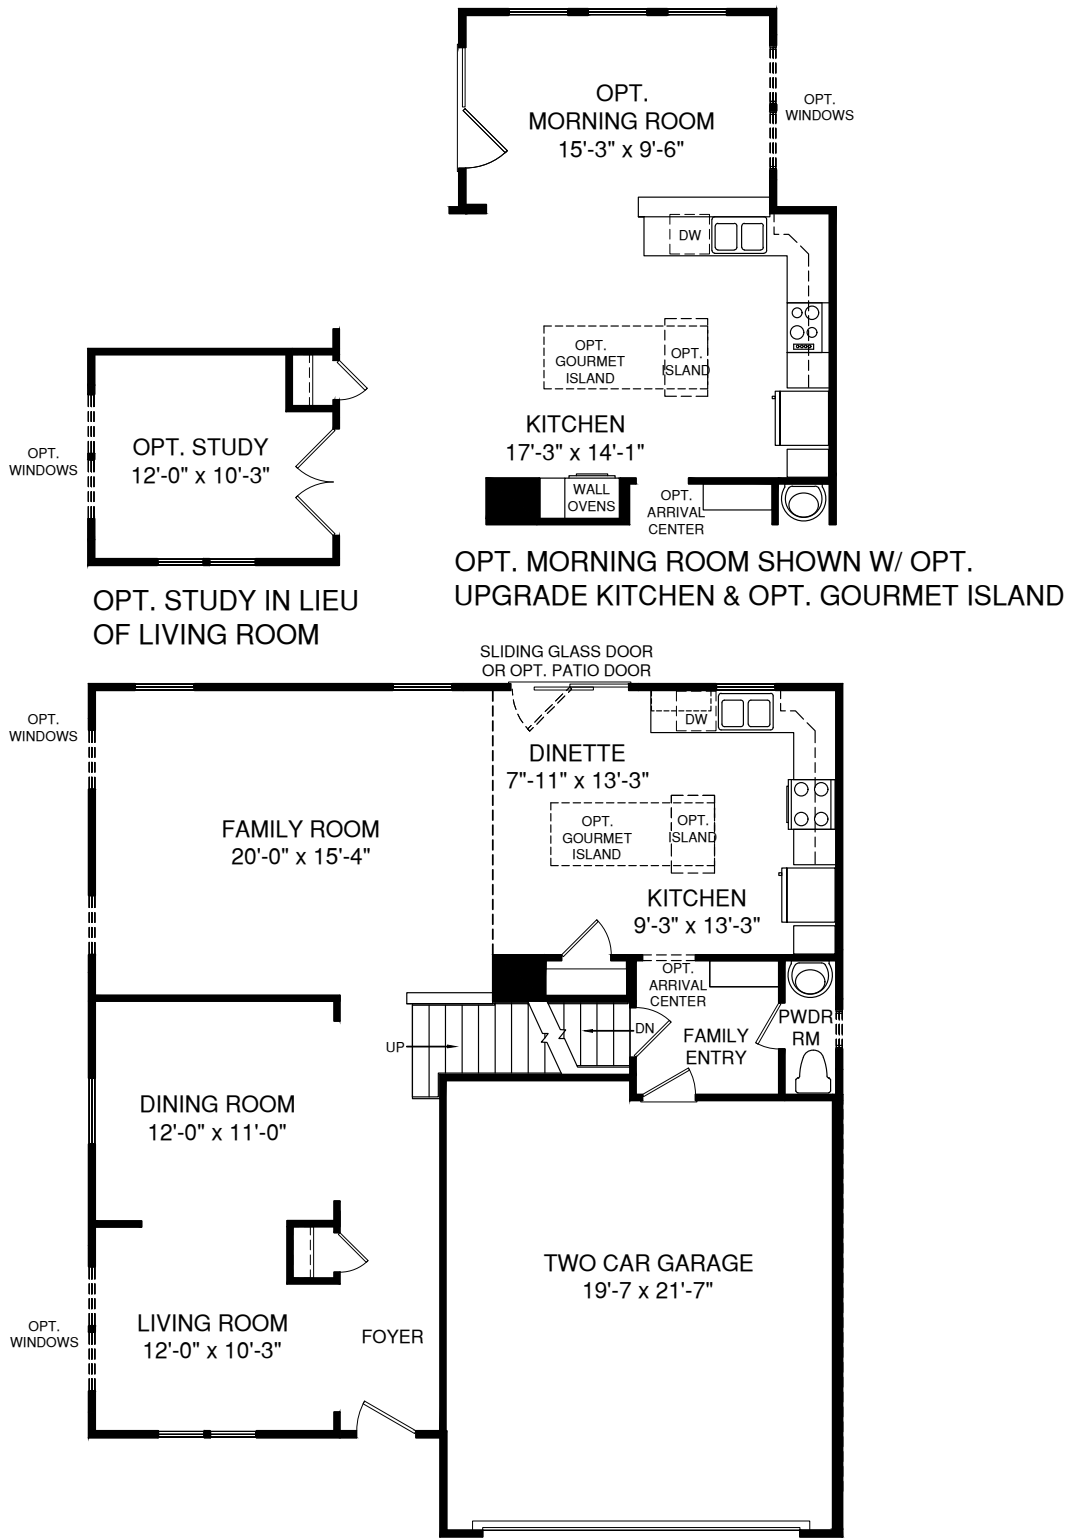 OPT.
MORNING ROOM
15'-3" x 9'-6"
OPT.
WINDOWS
DW
OPT.
GOURMET
ISLAND
OPT.
ISLAND
KITCHEN
17'-3" x 14'-1"
WALL
OVENS
OPT.
ARRIVAL
CENTER
OPT. MORNING ROOM SHOWN W/ OPT.
UPGRADE KITCHEN & OPT. GOURMET ISLAND
OPT.
WINDOWS
OPT. STUDY
12'-0" x 10'-3"
OPT. STUDY IN LIEU
OF LIVING ROOM
SLIDING GLASS DOOR
OR OPT. PATIO DOOR
OPT.
WINDOWS
DW
DINETTE
7"-11" x 13'-3"
FAMILY ROOM
20'-0" x 15'-4"
OPT.
GOURMET
ISLAND
OPT.
ISLAND
KITCHEN
9'-3" x 13'-3"
OPT.
ARRIVAL
CENTER
UP
DN
FAMILY
ENTRY
PWDR
RM
DINING ROOM
12'-0" x 11'-0"
TWO CAR GARAGE
19'-7 x 21'-7"
OPT.
WINDOWS
LIVING ROOM
12'-0" x 10'-3"
FOYER